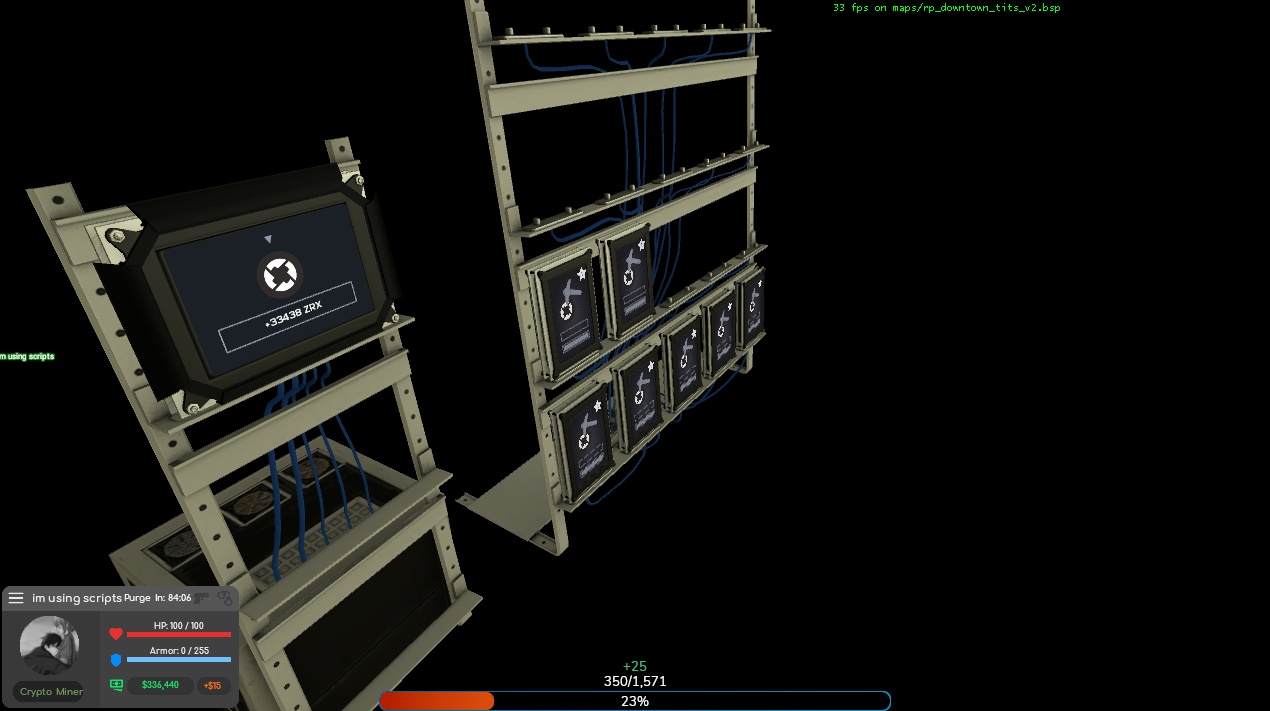 33 fps on maps/rp_downtown_tits_v2.bsp
+33438 ZRX
m using scripts
im using scripts Purge In: 84:06
HP: 100 / 100
Armor: 0 / 255
Crypto Miner
$336,440
+$15
+25
350/1,571
23%